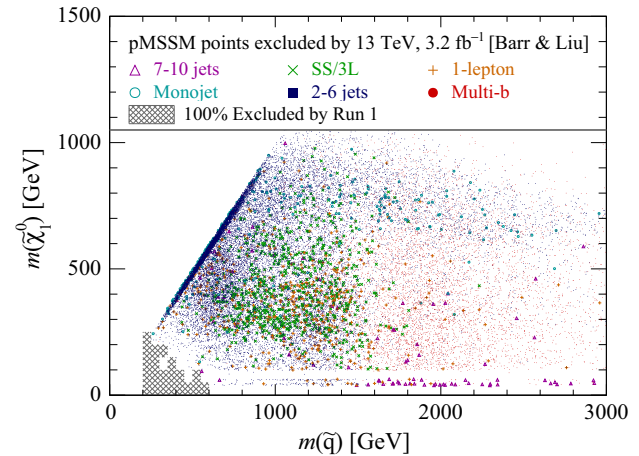 1500
pMSSM points excluded by 13 TeV, 3.2 fb⁻¹ [Barr & Liu]
7-10 jets SS/3L 1-lepton
Monojet 2-6 jets Multi-b
100% Excluded by Run 1
1000
m(χ̃₁⁰) [GeV]
500
0
0 1000 2000 3000
m(q̃) [GeV]